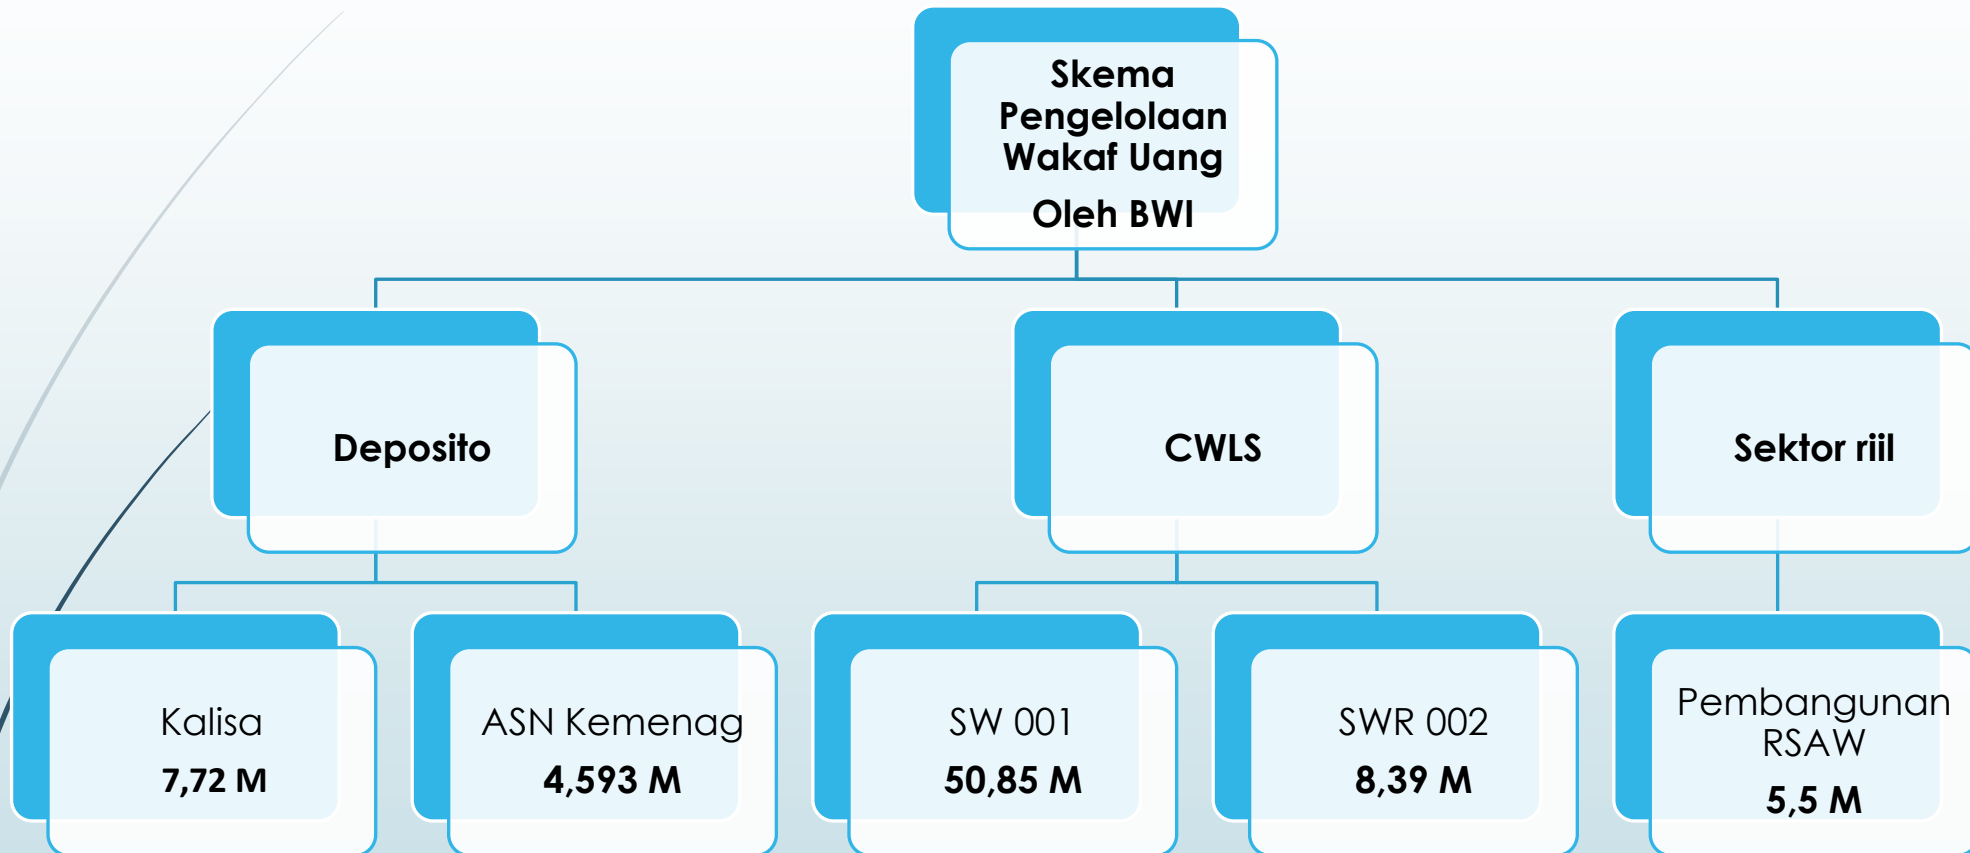 Skema
Pengelolaan
Wakaf Uang
Oleh BWI
Deposito
CWLS
Sektor riil
Kalisa
7,72 M
ASN Kemenag
4,593 M
SW 001
50,85 M
SWR 002
8,39 M
Pembangunan
RSAW
5,5 M